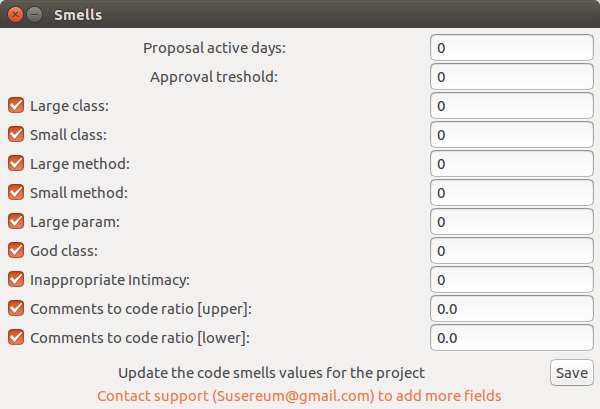 Smells
Proposal active days: 0
Approval treshold: 0
Large class: 0
Small class: 0
Large method: 0
Small method: 0
Large param: 0
God class: 0
Inappropriate Intimacy: 0
Comments to code ratio [upper]: 0.0
Comments to code ratio [lower]: 0.0
Update the code smells values for the project Save
Contact support (Susereum@gmail.com) to add more fields